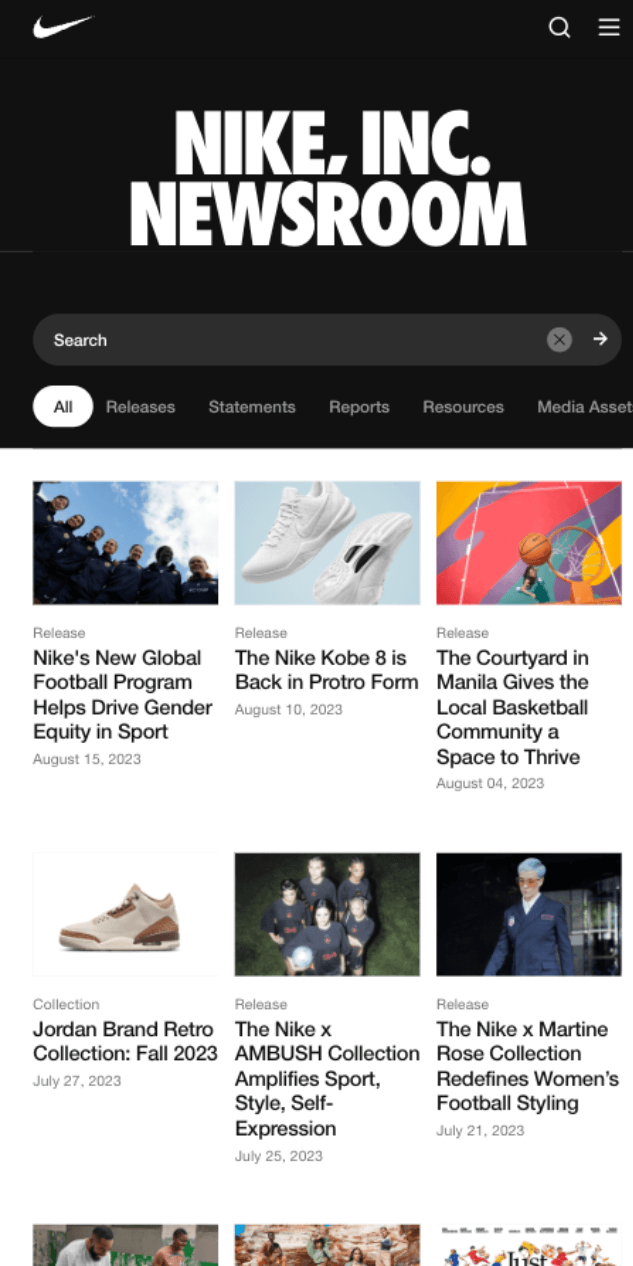 NIKE, INC.
NEWSROOM
Search
All Releases Statements Reports Resources Media Asset
Release
Nike's New Global
Football Program
Helps Drive Gender
Equity in Sport
August 15, 2023
Release
The Nike Kobe 8 is
Back in Protro Form
August 10, 2023
Release
The Courtyard in
Manila Gives the
Local Basketball
Community a
Space to Thrive
August 04, 2023
Collection
Jordan Brand Retro
Collection: Fall 2023
July 27, 2023
Release
The Nike x
AMBUSH Collection
Amplifies Sport,
Style, Self-
Expression
July 25, 2023
Release
The Nike x Martine
Rose Collection
Redefines Women’s
Football Styling
July 21, 2023
Just